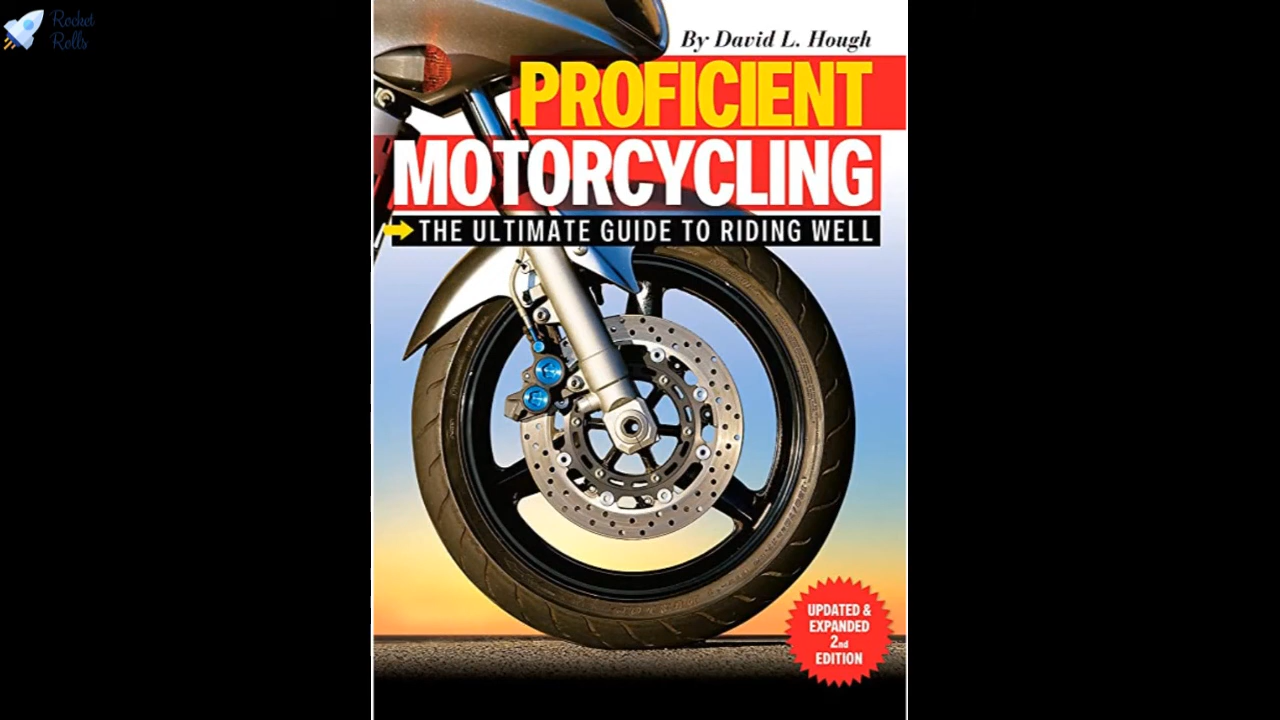 Rocket
Rolls
By David L. Hough
PROFICIENT
MOTORCYCLING
THE ULTIMATE GUIDE TO RIDING WELL
UPDATED &
EXPANDED
2nd
EDITION